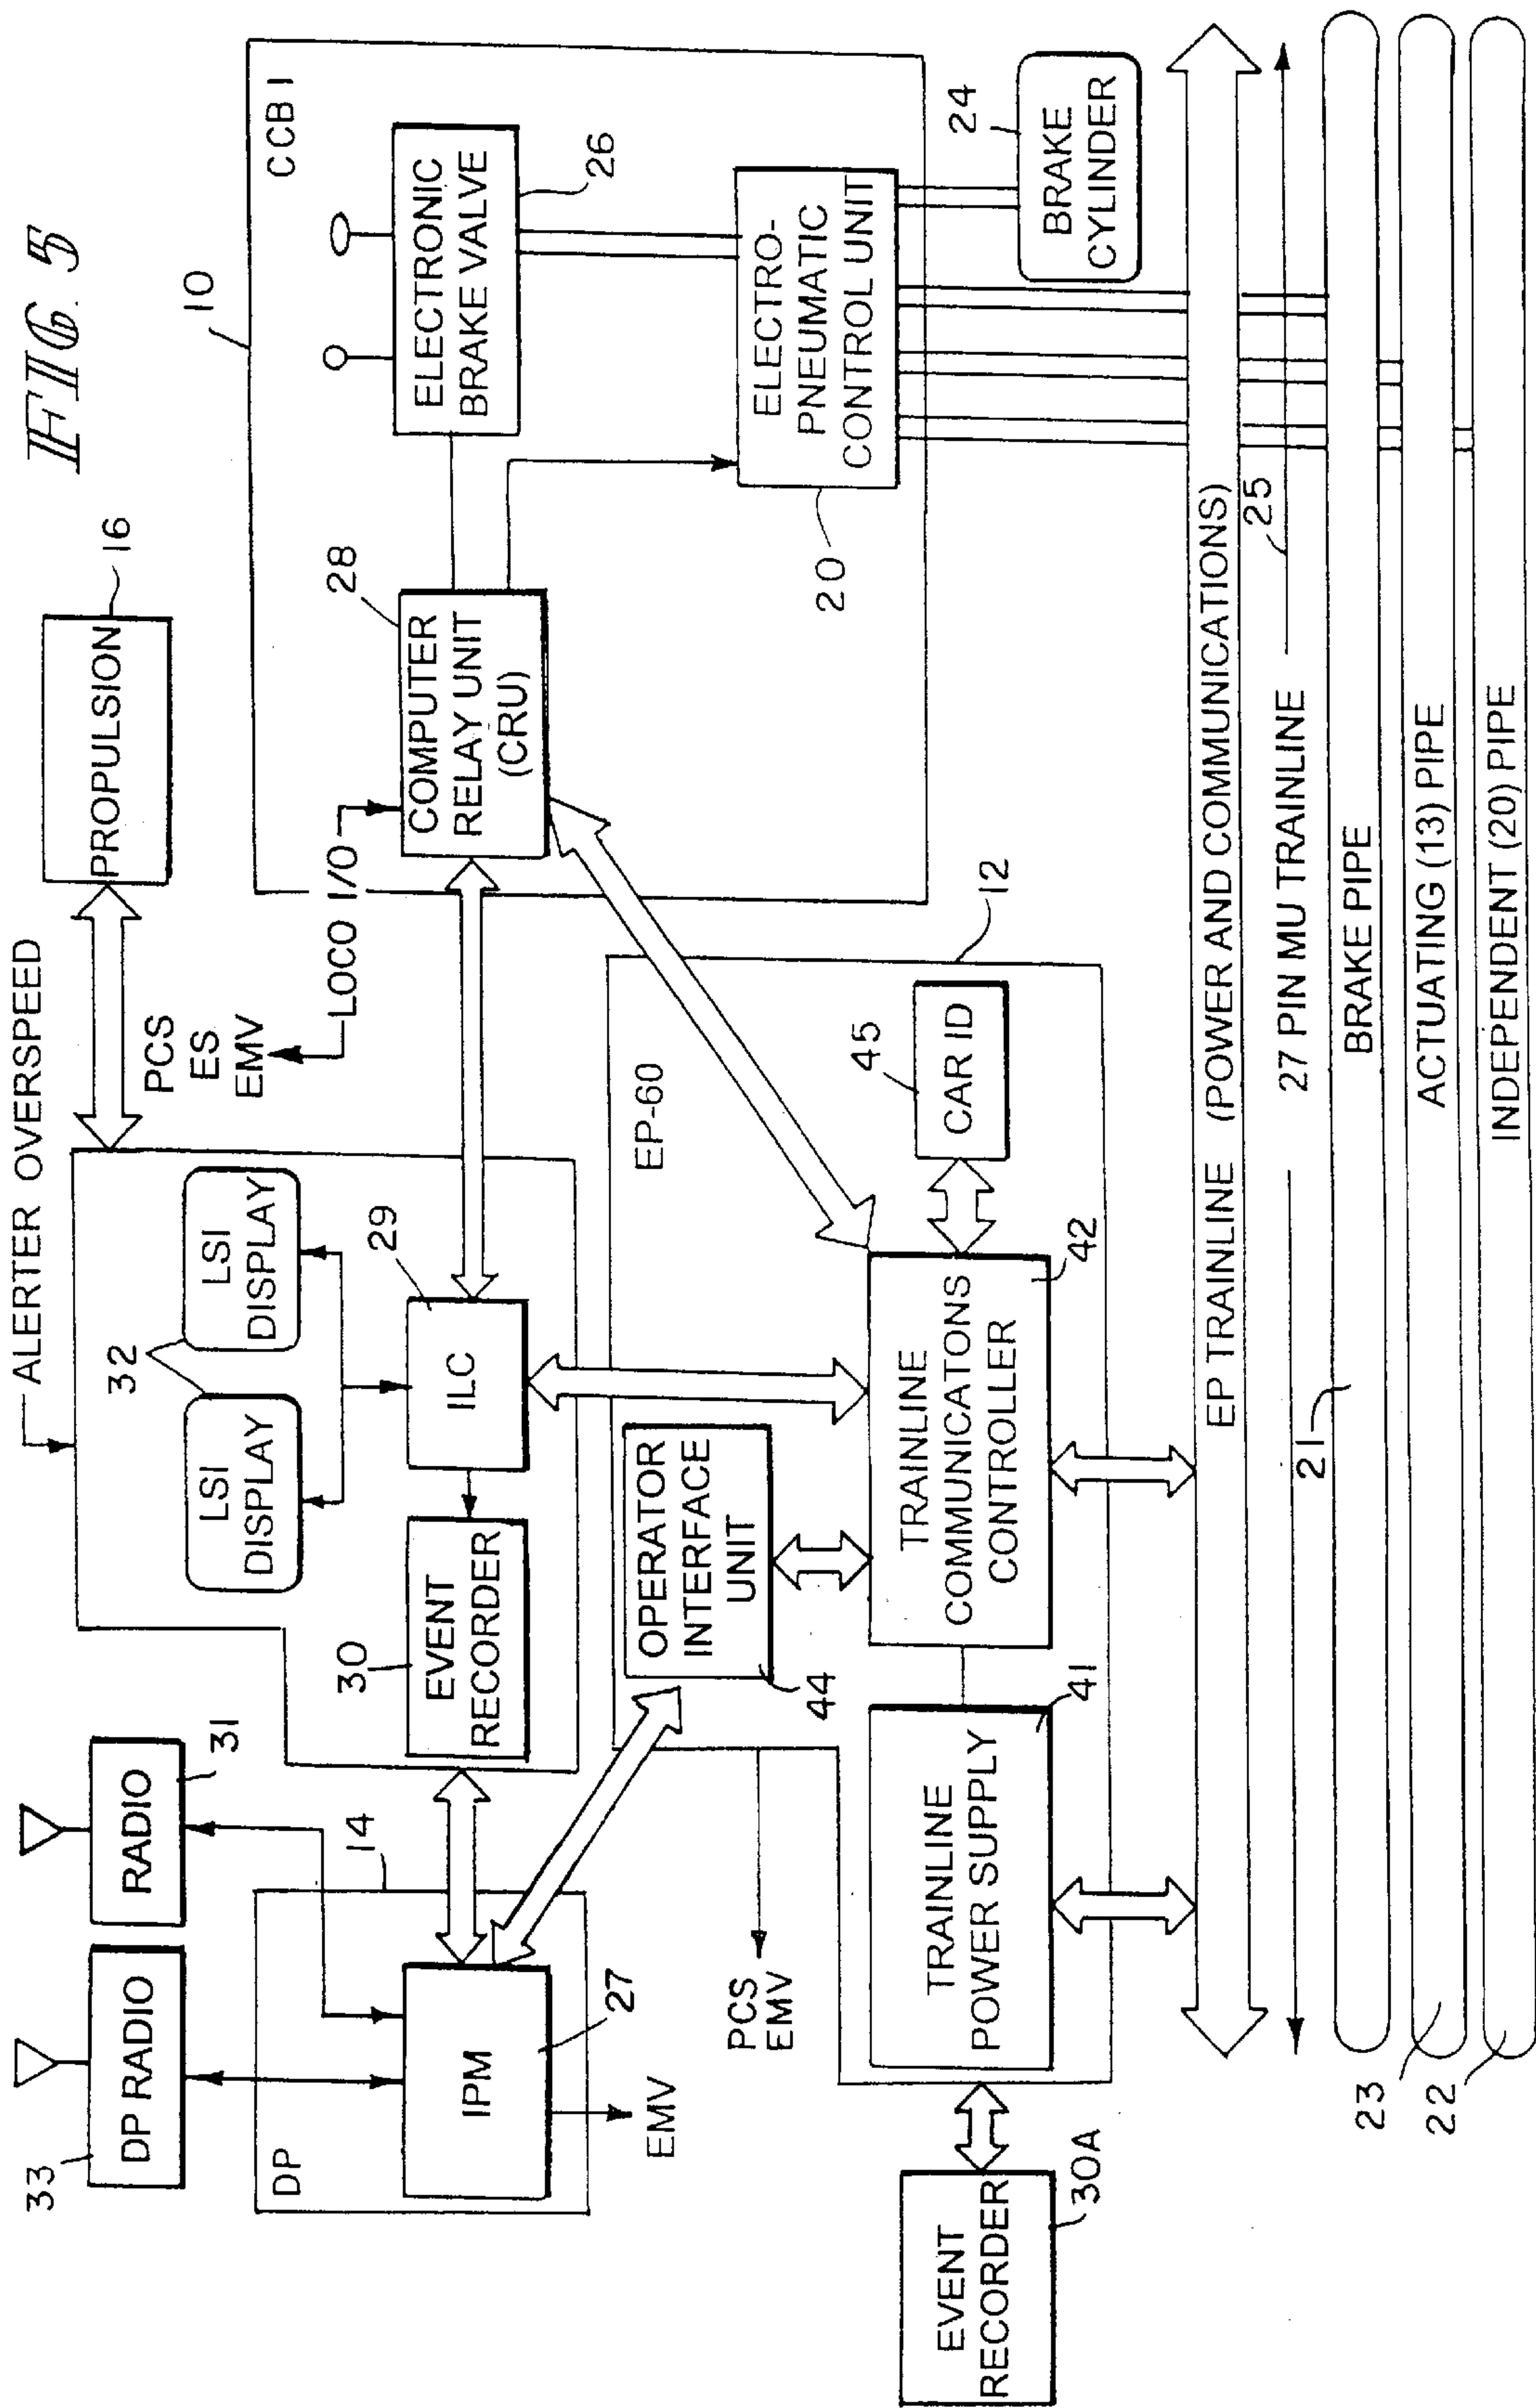 FIG. 5
ALERTER OVERSPEED
33
DP RADIO
RADIO
31
LSI
DISPLAY
LSI
DISPLAY
32
PROPULSION
16
PCS
ES
EMV
LOCO I/O
10
CCB I
DP
14
IPM
27
EMV
30
EVENT
RECORDER
ILC
29
COMPUTER
RELAY UNIT
(CRU)
28
ELECTRONIC
BRAKE VALVE
26
EP-60
12
OPERATOR
INTERFACE
UNIT
44
PCS
EMV
45
CAR ID
ELECTRO-
PNEUMATIC
CONTROL UNIT
20
EVENT
RECORDER
30A
TRAINLINE
POWER SUPPLY
41
TRAINLINE
COMMUNICATONS
CONTROLLER
42
24
BRAKE
CYLINDER
EP TRAINLINE (POWER AND COMMUNICATIONS)
27 PIN MU TRAINLINE
25
21
BRAKE PIPE
23
ACTUATING (13) PIPE
22
INDEPENDENT (20) PIPE